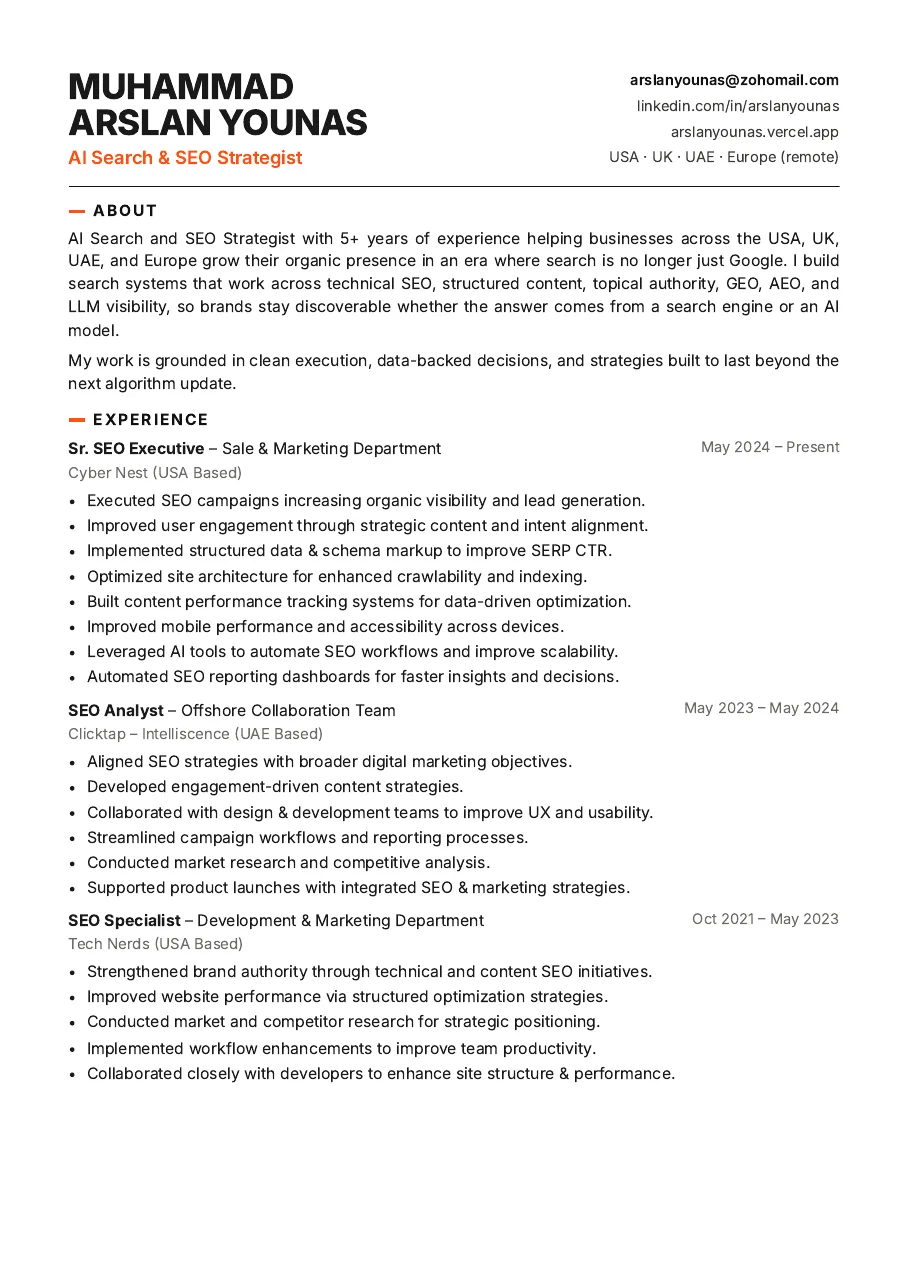 MUHAMMAD
ARSLAN YOUNAS
AI Search & SEO Strategist
arslanyounas@zohomail.com
linkedin.com/in/arslanyounas
arslanyounas.vercel.app
USA · UK · UAE · Europe (remote)
ABOUT
AI Search and SEO Strategist with 5+ years of experience helping businesses across the USA, UK,
UAE, and Europe grow their organic presence in an era where search is no longer just Google. I build
search systems that work across technical SEO, structured content, topical authority, GEO, AEO, and
LLM visibility, so brands stay discoverable whether the answer comes from a search engine or an AI
model.
My work is grounded in clean execution, data-backed decisions, and strategies built to last beyond the
next algorithm update.
EXPERIENCE
Sr. SEO Executive – Sale & Marketing Department May 2024 – Present
Cyber Nest (USA Based)
• Executed SEO campaigns increasing organic visibility and lead generation.
• Improved user engagement through strategic content and intent alignment.
• Implemented structured data & schema markup to improve SERP CTR.
• Optimized site architecture for enhanced crawlability and indexing.
• Built content performance tracking systems for data-driven optimization.
• Improved mobile performance and accessibility across devices.
• Leveraged AI tools to automate SEO workflows and improve scalability.
• Automated SEO reporting dashboards for faster insights and decisions.
SEO Analyst – Offshore Collaboration Team May 2023 – May 2024
Clicktap – Intelliscence (UAE Based)
• Aligned SEO strategies with broader digital marketing objectives.
• Developed engagement-driven content strategies.
• Collaborated with design & development teams to improve UX and usability.
• Streamlined campaign workflows and reporting processes.
• Conducted market research and competitive analysis.
• Supported product launches with integrated SEO & marketing strategies.
SEO Specialist – Development & Marketing Department Oct 2021 – May 2023
Tech Nerds (USA Based)
• Strengthened brand authority through technical and content SEO initiatives.
• Improved website performance via structured optimization strategies.
• Conducted market and competitor research for strategic positioning.
• Implemented workflow enhancements to improve team productivity.
• Collaborated closely with developers to enhance site structure & performance.